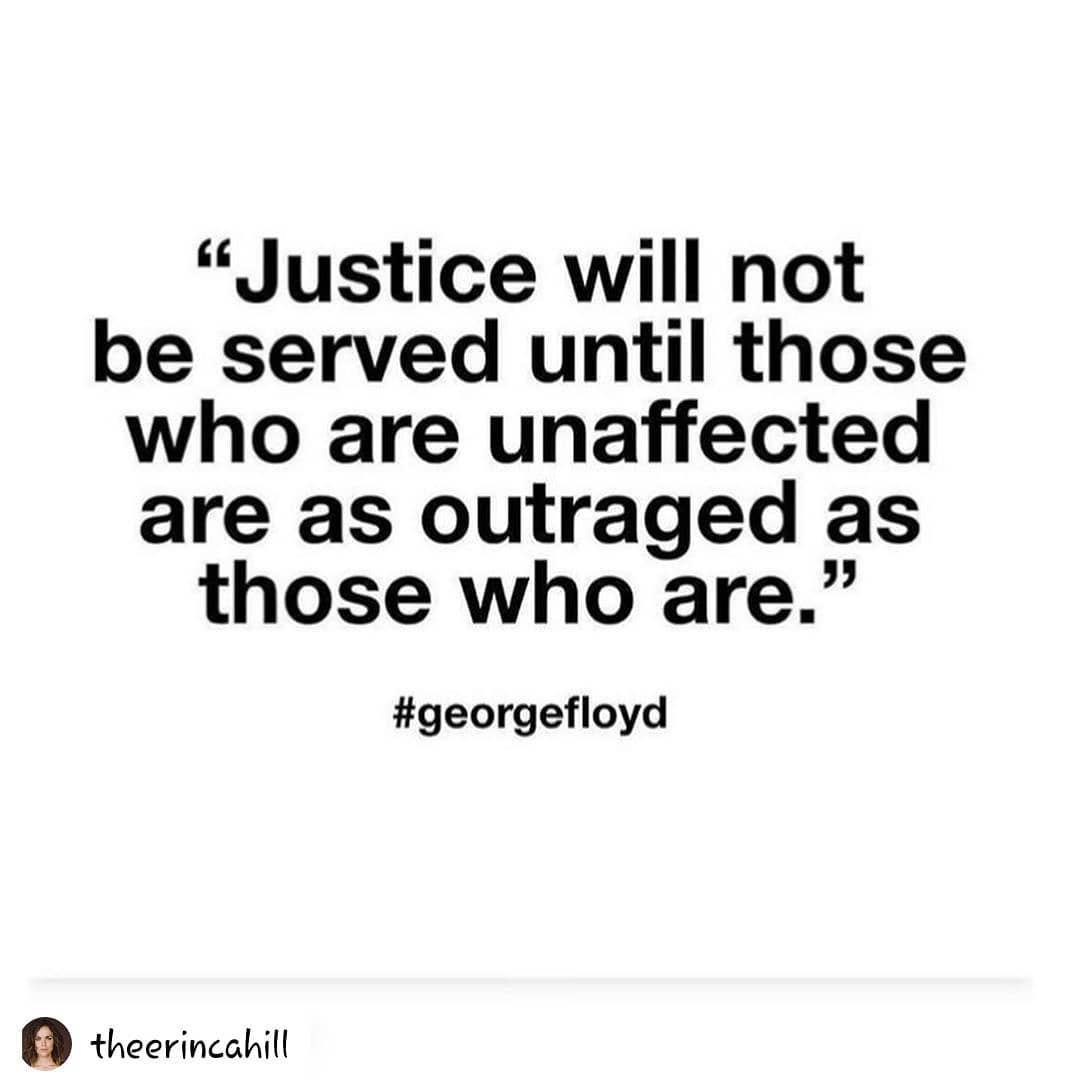 “Justice will not
be served until those
who are unaffected
are as outraged as
those who are.”
#georgefloyd
theerincahill